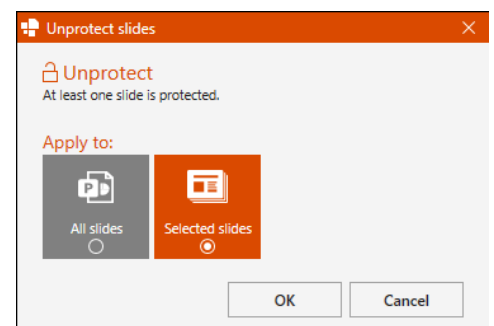 Unprotect slides
Unprotect
At least one slide is protected.
Apply to:
P
All slides
Selected slides
OK
Cancel